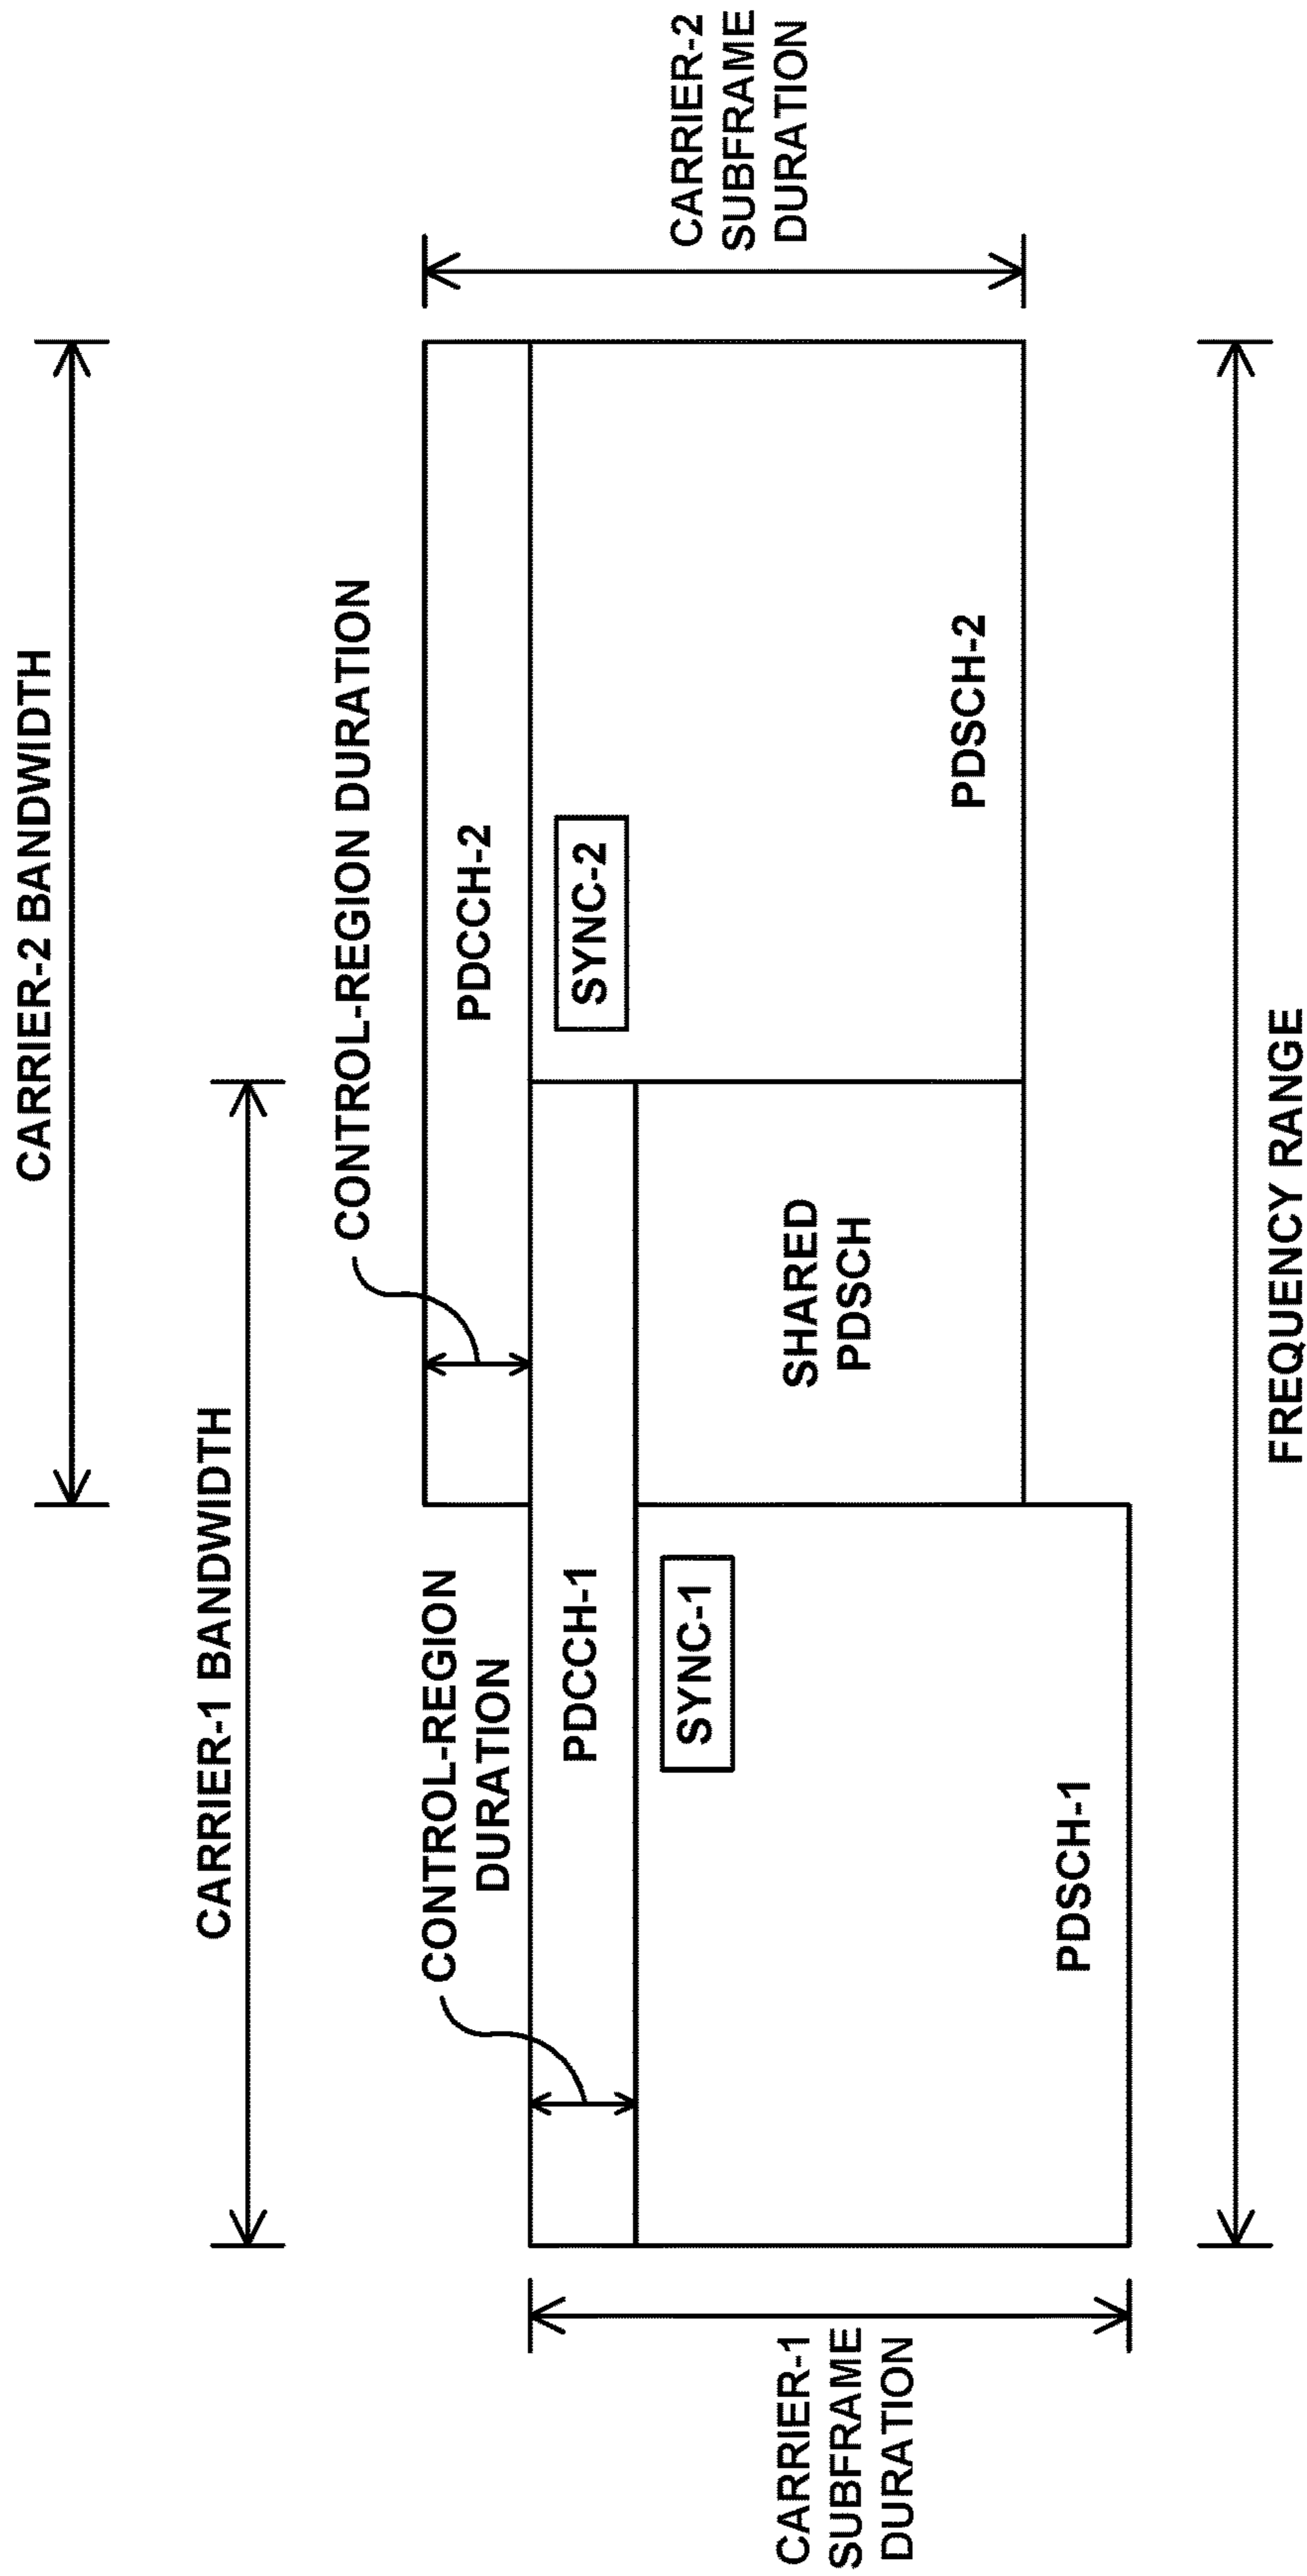 CARRIER-2 BANDWIDTH
CARRIER-1 BANDWIDTH
CONTROL-REGION DURATION
CONTROL-REGION
DURATION
PDCCH-2
PDCCH-1
SYNC-2
SYNC-1
SHARED
PDSCH
PDSCH-2
PDSCH-1
CARRIER-1
SUBFRAME
DURATION
CARRIER-2
SUBFRAME
DURATION
FREQUENCY RANGE